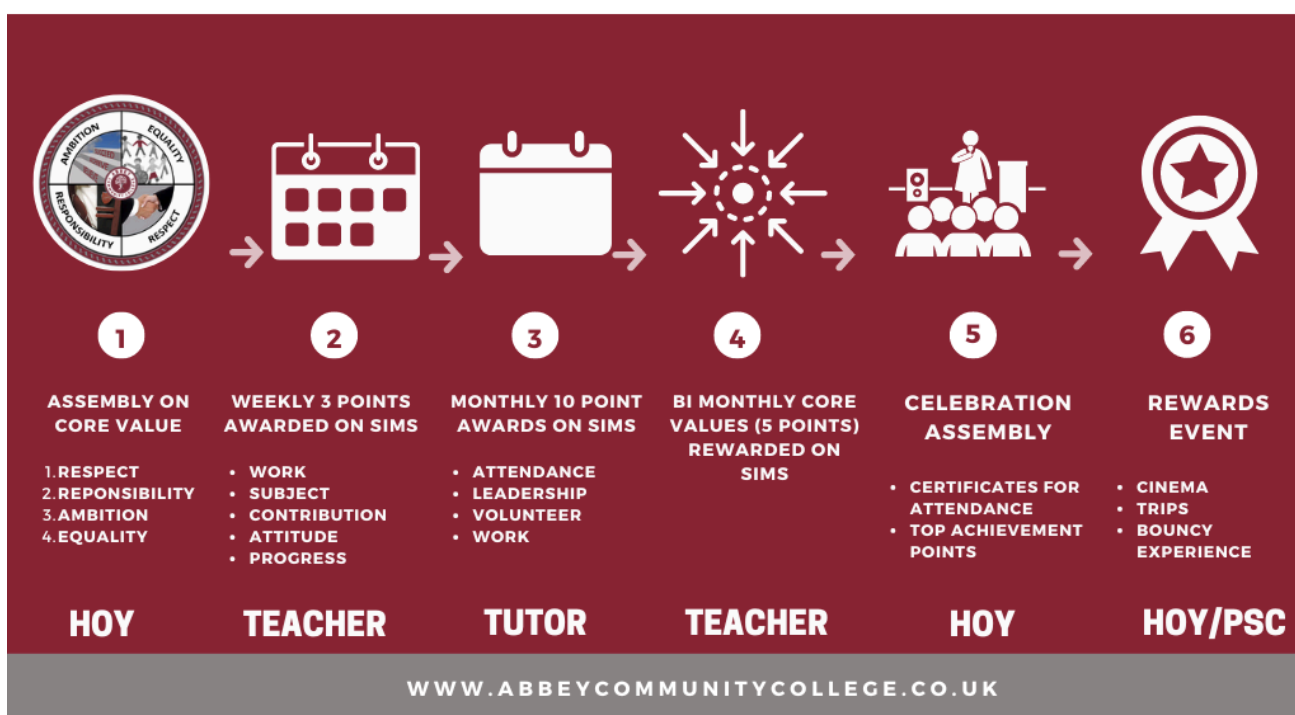 AMBITION
EQUALITY
RESPONSIBILITY
RESPECT
1
ASSEMBLY ON
CORE VALUE
1.RESPECT
2.REPONSIBILITY
3.AMBITION
4.EQUALITY
HOY
2
WEEKLY 3 POINTS
AWARDED ON SIMS
• WORK
• SUBJECT
• CONTRIBUTION
• ATTITUDE
• PROGRESS
TEACHER
3
MONTHLY 10 POINT
AWARDS ON SIMS
• ATTENDANCE
• LEADERSHIP
• VOLUNTEER
• WORK
TUTOR
4
BI MONTHLY CORE
VALUES (5 POINTS)
REWARDED ON
SIMS
TEACHER
5
CELEBRATION
ASSEMBLY
• CERTIFICATES FOR
ATTENDANCE
• TOP ACHIEVEMENT
POINTS
HOY
6
REWARDS
EVENT
• CINEMA
• TRIPS
• BOUNCY
EXPERIENCE
HOY/PSC
WWW.ABBEYCOMMUNITYCOLLEGE.CO.UK